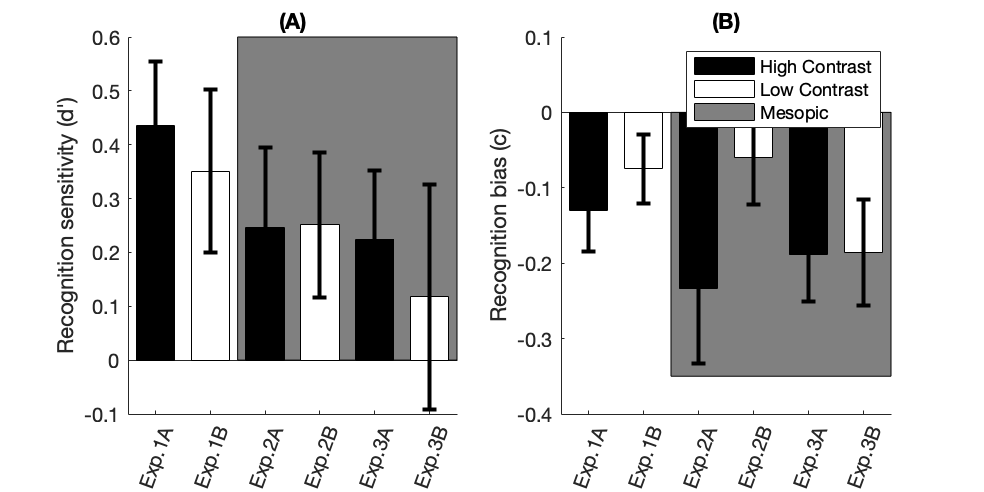 (A)
Recognition sensitivity (d')
0.6
0.5
0.4
0.3
0.2
0.1
0
-0.1
Exp.1A
Exp.1B
Exp.2A
Exp.2B
Exp.3A
Exp.3B
(B)
Recognition bias (c)
0.1
0
-0.1
-0.2
-0.3
-0.4
High Contrast
Low Contrast
Mesopic
Exp.1A
Exp.1B
Exp.2A
Exp.2B
Exp.3A
Exp.3B